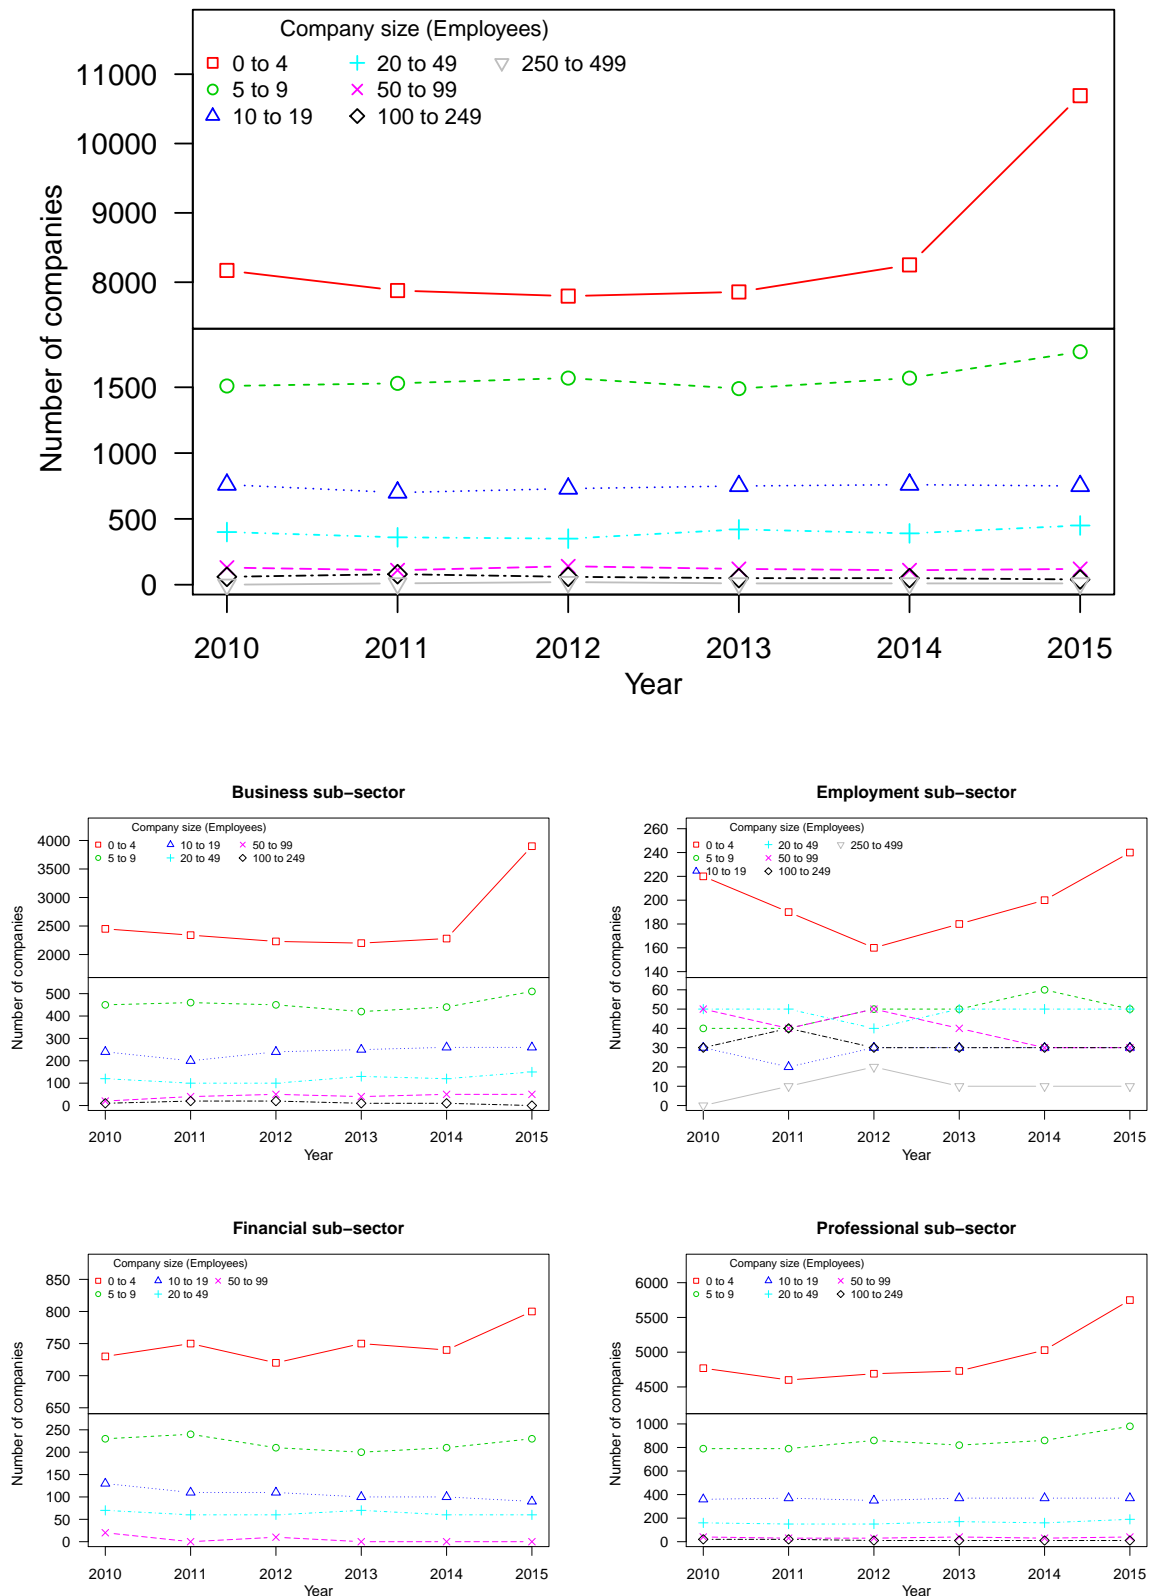 Company size (Employees)
0 to 4 20 to 49 250 to 499
5 to 9 50 to 99
10 to 19 100 to 249
11000
10000
9000
8000
1500
1000
500
0
Number of companies
2010 2011 2012 2013 2014 2015
Year
Business sub−sector
Company size (Employees)
0 to 4 10 to 19 50 to 99
5 to 9 20 to 49 100 to 249
4000
3500
3000
2500
2000
500
400
300
200
100
0
Number of companies
2010 2011 2012 2013 2014 2015
Year
Employment sub−sector
Company size (Employees)
0 to 4 20 to 49 250 to 499
5 to 9 50 to 99
10 to 19 100 to 249
260
240
220
200
180
160
140
60
50
40
30
20
10
0
Number of companies
2010 2011 2012 2013 2014 2015
Year
Financial sub−sector
Company size (Employees)
0 to 4 10 to 19 50 to 99
5 to 9 20 to 49
850
800
750
700
650
250
200
150
100
50
0
Number of companies
2010 2011 2012 2013 2014 2015
Year
Professional sub−sector
Company size (Employees)
0 to 4 10 to 19 50 to 99
5 to 9 20 to 49 100 to 249
6000
5500
5000
4500
1000
800
600
400
200
0
Number of companies
2010 2011 2012 2013 2014 2015
Year